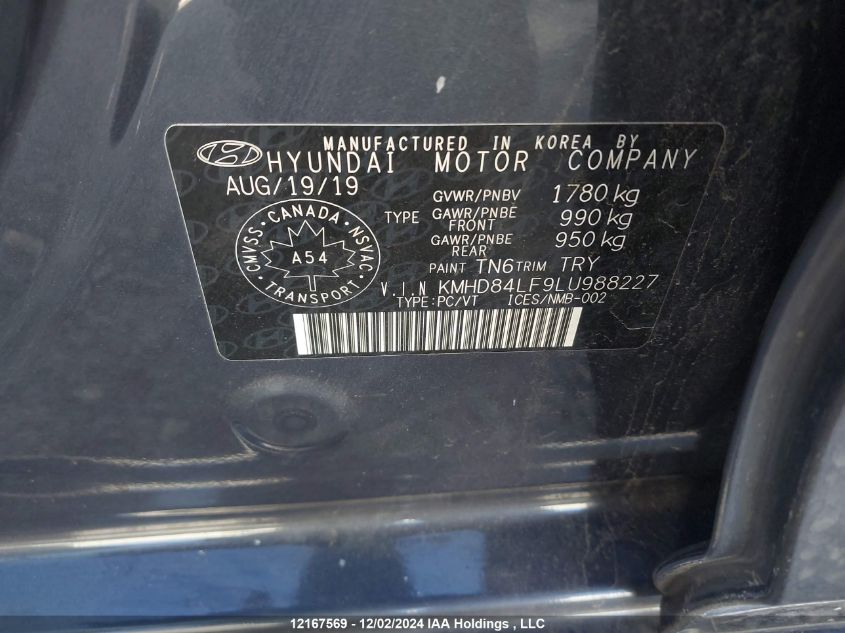 MANUFACTURED IN KOREA BY
HYUNDAI MOTOR COMPANY
AUG/19/19
GVWR/PNBV 1780 kg
TYPE GAWR/PNBE FRONT 990 kg
GAWR/PNBE REAR 950 kg
CMVSS · CANADA · NSVAC
A54
TRANSPORT
PAINT TN6 TRIM TRY
V.I.N KMHD84LF9LU988227
TYPE:PC/VT ICES/NMB-002
12167569 - 12/02/2024 IAA Holdings , LLC